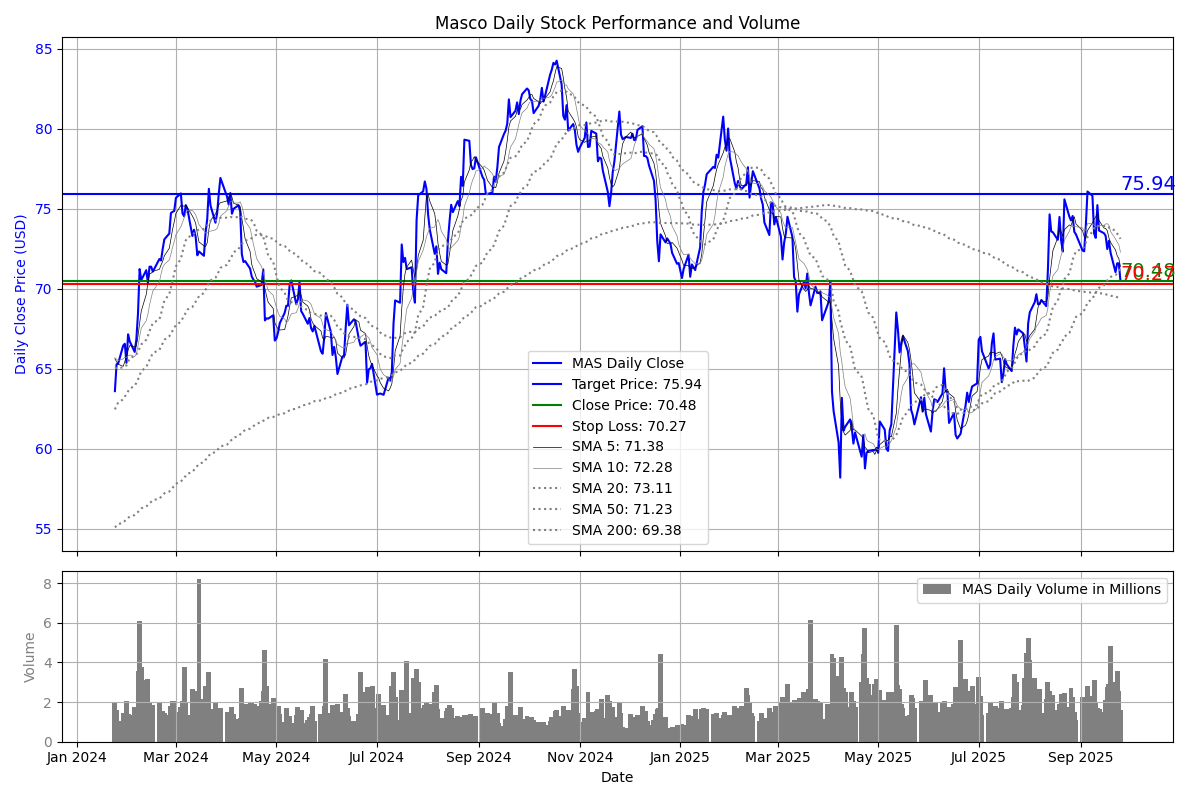 Masco Daily Stock Performance and Volume
Daily Close Price (USD)
85
80
75
70
65
60
55
75.94
70.48
70.27
MAS Daily Close
Target Price: 75.94
Close Price: 70.48
Stop Loss: 70.27
SMA 5: 71.38
SMA 10: 72.28
SMA 20: 73.11
SMA 50: 71.23
SMA 200: 69.38
Volume
8
6
4
2
0
MAS Daily Volume in Millions
Jan 2024 Mar 2024 May 2024 Jul 2024 Sep 2024 Nov 2024 Jan 2025 Mar 2025 May 2025 Jul 2025 Sep 2025
Date